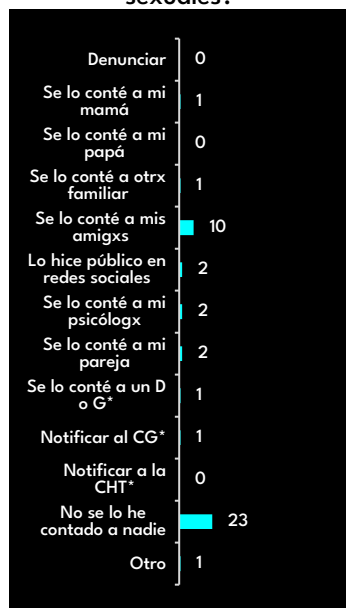 sexuales?
Denunciar 0
Se lo conté a mi
mamá 1
Se lo conté a mi
papá 0
Se lo conté a otrx
familiar 1
Se lo conté a mis
amigxs 10
Lo hice público en
redes sociales 2
Se lo conté a mi
psicólogx 2
Se lo conté a mi
pareja 2
Se lo conté a un D
o G* 1
Notificar al CG* 1
Notificar a la
CHT* 0
No se lo he
contado a nadie 23
Otro 1